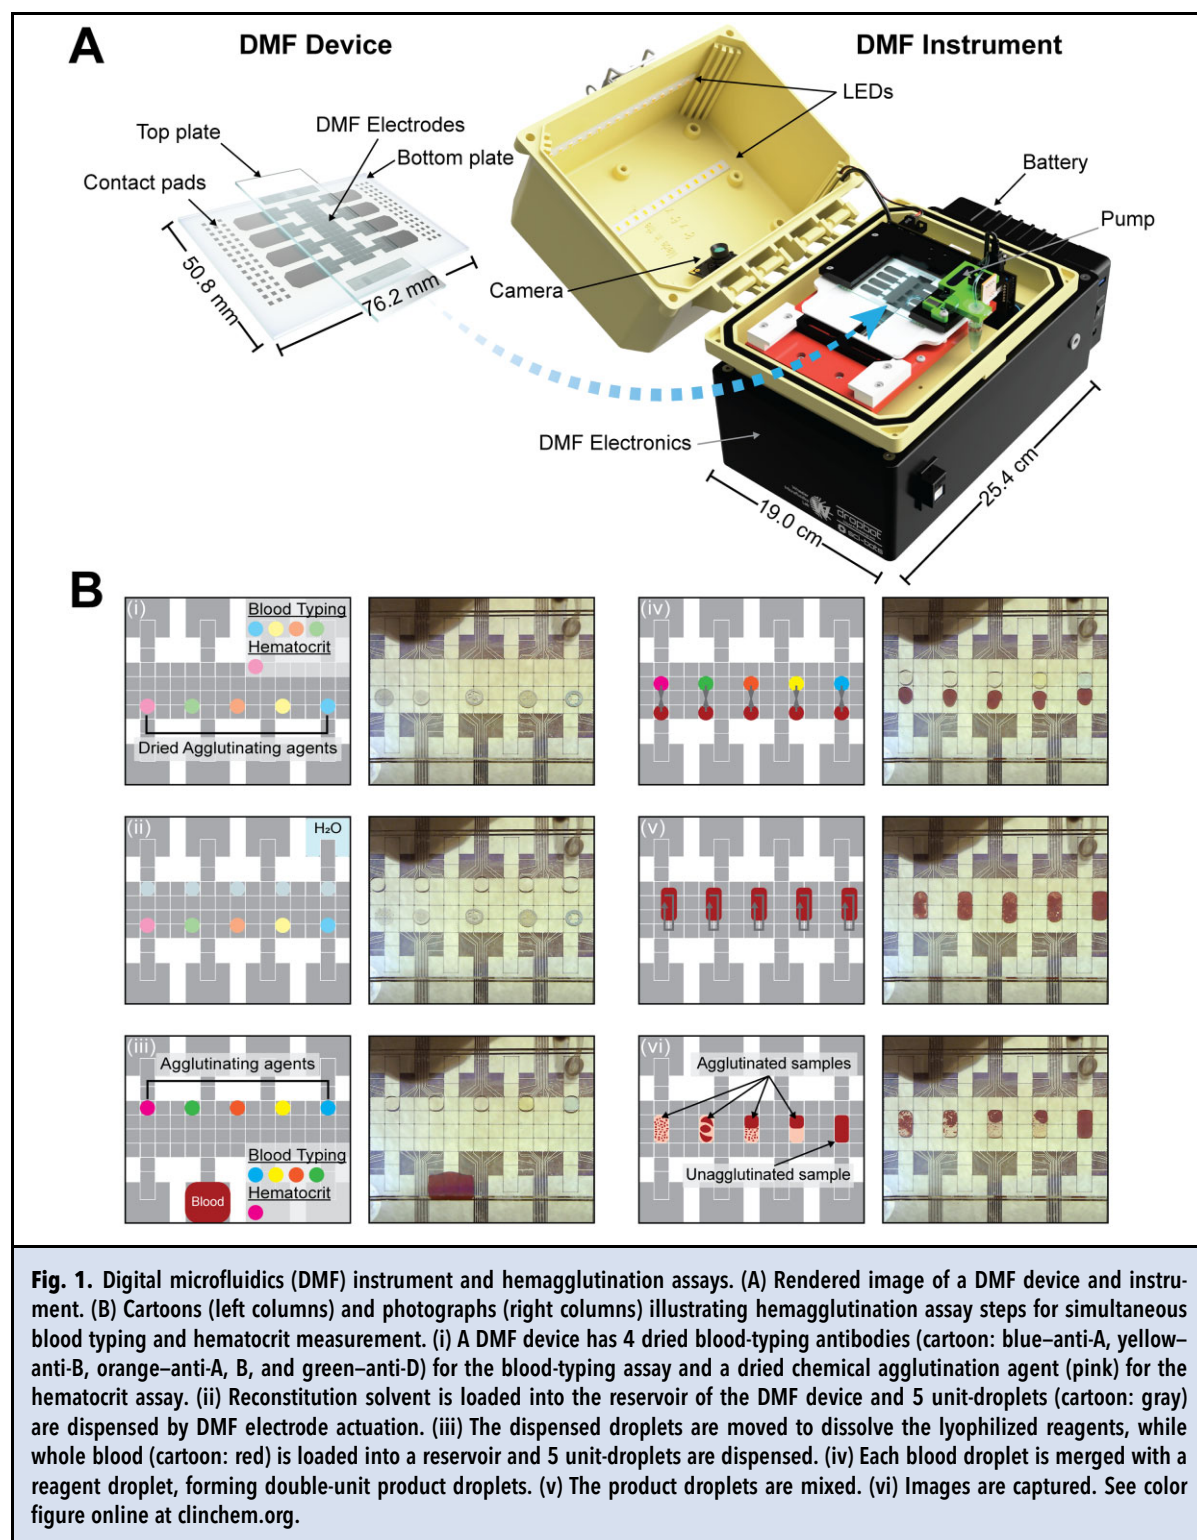 A
DMF Device
DMF Instrument
LEDs
DMF Electrodes
Top plate
Bottom plate
Contact pads
Battery
Pump
Camera
50.8 mm
76.2 mm
DMF Electronics
19.0 cm
25.4 cm
dropbot
sci-bots
B
(i)
Blood Typing
Hematocrit
Dried Agglutinating agents
(iv)
(ii)
H₂O
(v)
(iii)
Agglutinating agents
Blood Typing
Hematocrit
Blood
(vi)
Agglutinated samples
Unagglutinated sample
Fig. 1. Digital microfluidics (DMF) instrument and hemagglutination assays. (A) Rendered image of a DMF device and instru-
ment. (B) Cartoons (left columns) and photographs (right columns) illustrating hemagglutination assay steps for simultaneous
blood typing and hematocrit measurement. (i) A DMF device has 4 dried blood-typing antibodies (cartoon: blue–anti-A, yellow–
anti-B, orange–anti-A, B, and green–anti-D) for the blood-typing assay and a dried chemical agglutination agent (pink) for the
hematocrit assay. (ii) Reconstitution solvent is loaded into the reservoir of the DMF device and 5 unit-droplets (cartoon: gray)
are dispensed by DMF electrode actuation. (iii) The dispensed droplets are moved to dissolve the lyophilized reagents, while
whole blood (cartoon: red) is loaded into a reservoir and 5 unit-droplets are dispensed. (iv) Each blood droplet is merged with a
reagent droplet, forming double-unit product droplets. (v) The product droplets are mixed. (vi) Images are captured. See color
figure online at clinchem.org.